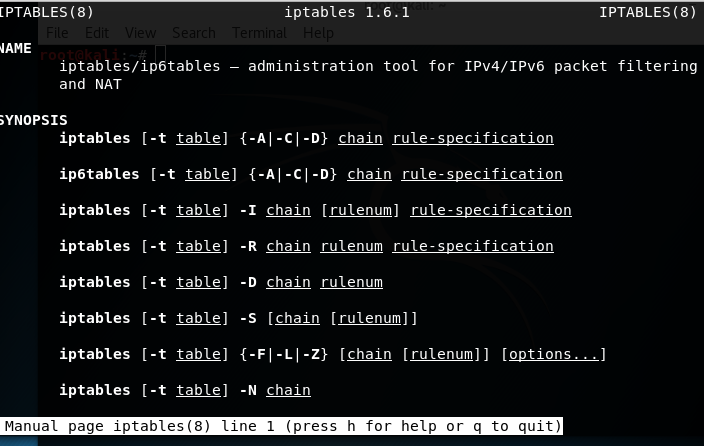 IPTABLES(8) iptables 1.6.1 IPTABLES(8)
File Edit View Search Terminal Help
NAME
root@kali:~#
iptables/ip6tables — administration tool for IPv4/IPv6 packet filtering
and NAT
SYNOPSIS
iptables [-t table] {-A|-C|-D} chain rule-specification
ip6tables [-t table] {-A|-C|-D} chain rule-specification
iptables [-t table] -I chain [rulenum] rule-specification
iptables [-t table] -R chain rulenum rule-specification
iptables [-t table] -D chain rulenum
iptables [-t table] -S [chain [rulenum]]
iptables [-t table] {-F|-L|-Z} [chain [rulenum]] [options...]
iptables [-t table] -N chain
Manual page iptables(8) line 1 (press h for help or q to quit)